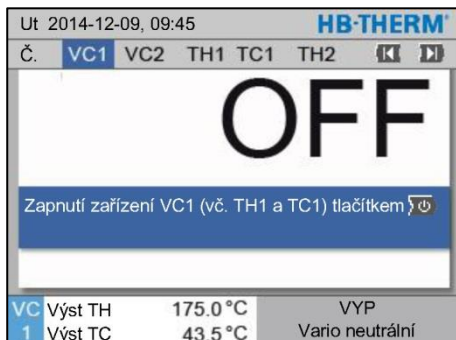 Ut 2014-12-09, 09:45 HB-THERM®
Č. VC1 VC2 TH1 TC1 TH2
OFF
Zapnutí zařízení VC1 (vč. TH1 a TC1) tlačítkem
VC Výst TH 175.0 °C VYP
1 Výst TC 43.5 °C Vario neutrální